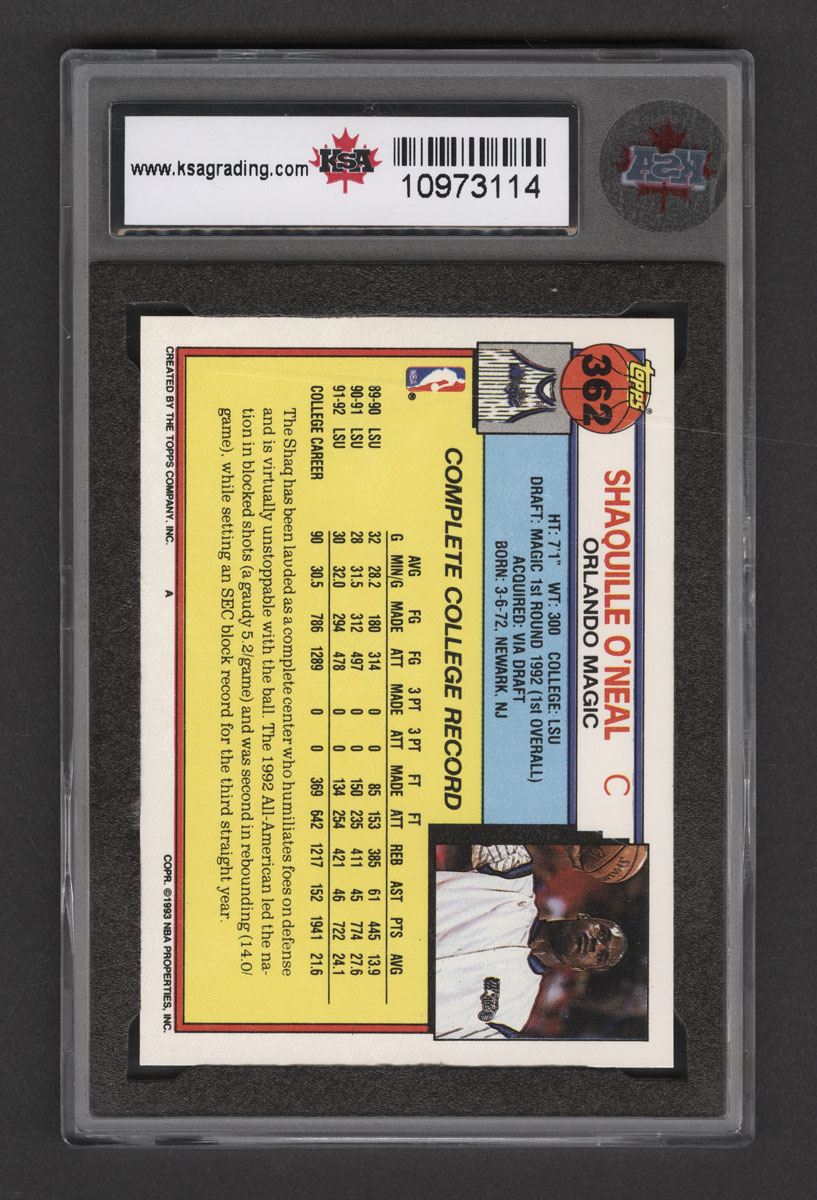 www.ksagrading.com
KSA
10973114
KSA
Topps®
362
SHAQUILLE O'NEAL C
ORLANDO MAGIC
HT: 7'1" WT: 300 COLLEGE: LSU
DRAFT: MAGIC 1st ROUND 1992 (1st OVERALL)
ACQUIRED: VIA DRAFT
BORN: 3-6-72, NEWARK, NJ
COMPLETE COLLEGE RECORD
AVG FG FG 3 PT 3 PT FT FT
G MIN/G MADE ATT MADE ATT MADE ATT REB AST PTS AVG
89-90 LSU 32 28.2 180 314 0 0 85 153 385 61 445 13.9
90-91 LSU 28 31.5 312 497 0 0 150 235 411 45 774 27.6
91-92 LSU 30 32.0 294 478 0 0 134 254 421 46 722 24.1
COLLEGE CAREER 90 30.5 786 1289 0 0 369 642 1217 152 1941 21.6
The Shaq has been lauded as a complete center who humiliates foes on defense
and is virtually unstoppable with the ball. The 1992 All-American led the na-
tion in blocked shots (a gaudy 5.2/game) and was second in rebounding (14.0/
game), while setting an SEC block record for the third straight year.
CREATED BY THE TOPPS COMPANY, INC. A COPR. ©1993 NBA PROPERTIES, INC.